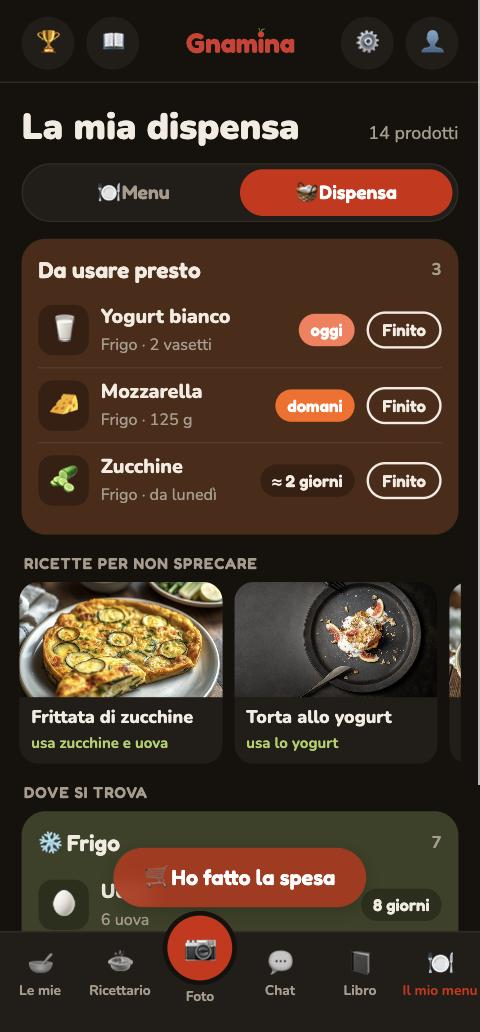 Gnamina
La mia dispensa
14 prodotti
Menu
Dispensa
Da usare presto
3
Yogurt bianco
Frigo · 2 vasetti
oggi
Finito
Mozzarella
Frigo · 125 g
domani
Finito
Zucchine
Frigo · da lunedì
≈ 2 giorni
Finito
RICETTE PER NON SPRECARE
Frittata di zucchine
usa zucchine e uova
Torta allo yogurt
usa lo yogurt
DOVE SI TROVA
Frigo
7
6 uova
8 giorni
Ho fatto la spesa
Le mie
Ricettario
Foto
Chat
Libro
Il mio menu